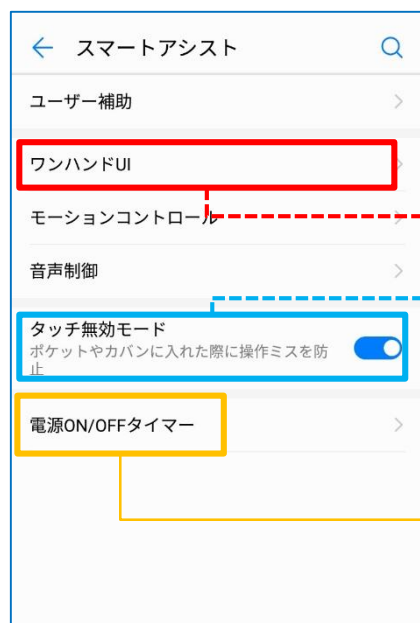 スマートアシスト
ユーザー補助
ワンハンドUI
モーションコントロール
音声制御
タッチ無効モード
ポケットやカバンに入れた際に操作ミスを防
止
電源ON/OFFタイマー